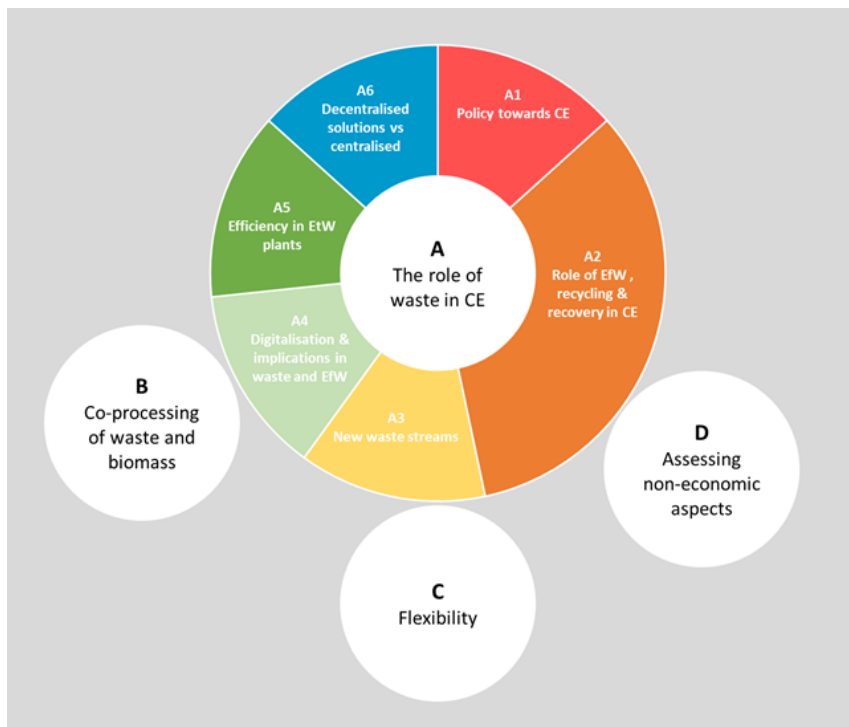 A6
Decentralised
solutions vs
centralised
A1
Policy towards CE
A5
Efficiency in EtW
plants
A
The role of
waste in CE
A2
Role of EfW ,
recycling &
recovery in CE
A4
Digitalisation &
implications in
waste and EfW
A3
New waste streams
B
Co-processing
of waste and
biomass
D
Assessing
non-economic
aspects
C
Flexibility